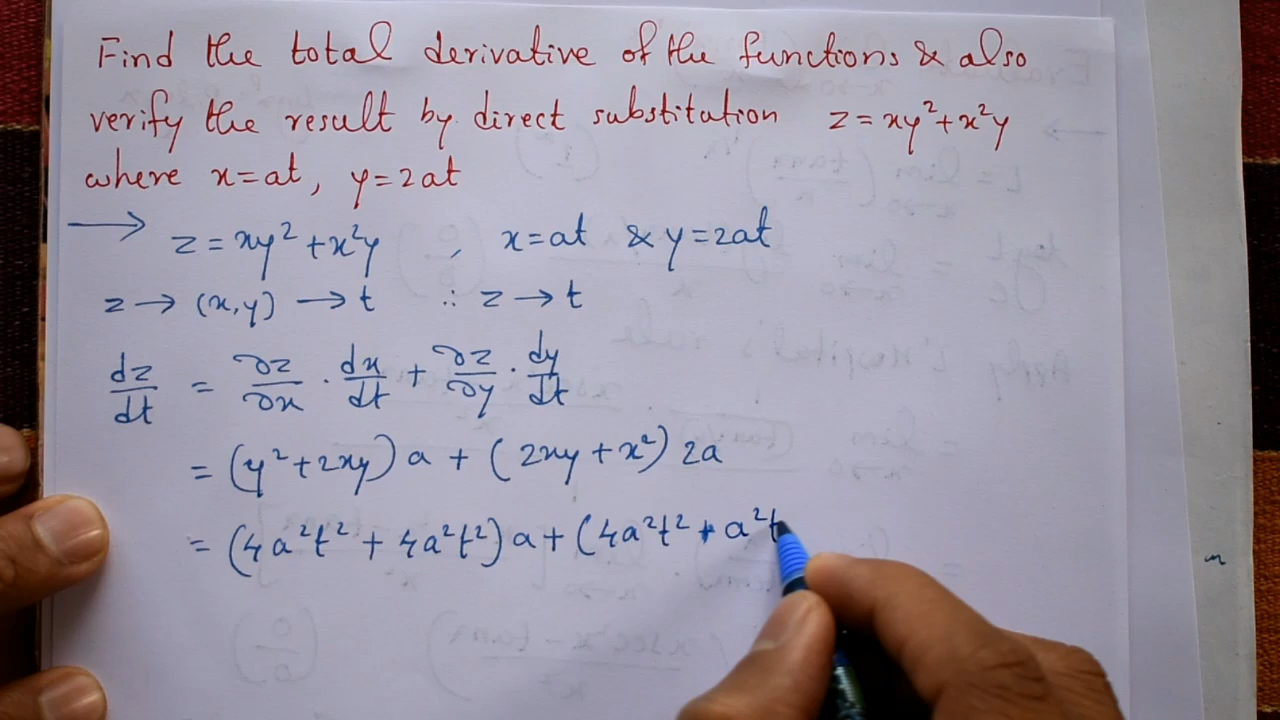 Find the total derivative of the functions & also
verify the result by direct substitution z = xy² + x²y
where x = at, y = 2at
→ z = xy² + x²y , x = at & y = 2at
z → (x,y) → t ∴ z → t
dz/dt = ∂z/∂x · dx/dt + ∂z/∂y · dy/dt
= (y² + 2xy) a + (2xy + x²) 2a
= (4a²t² + 4a²t²) a + (4a²t² + a²t